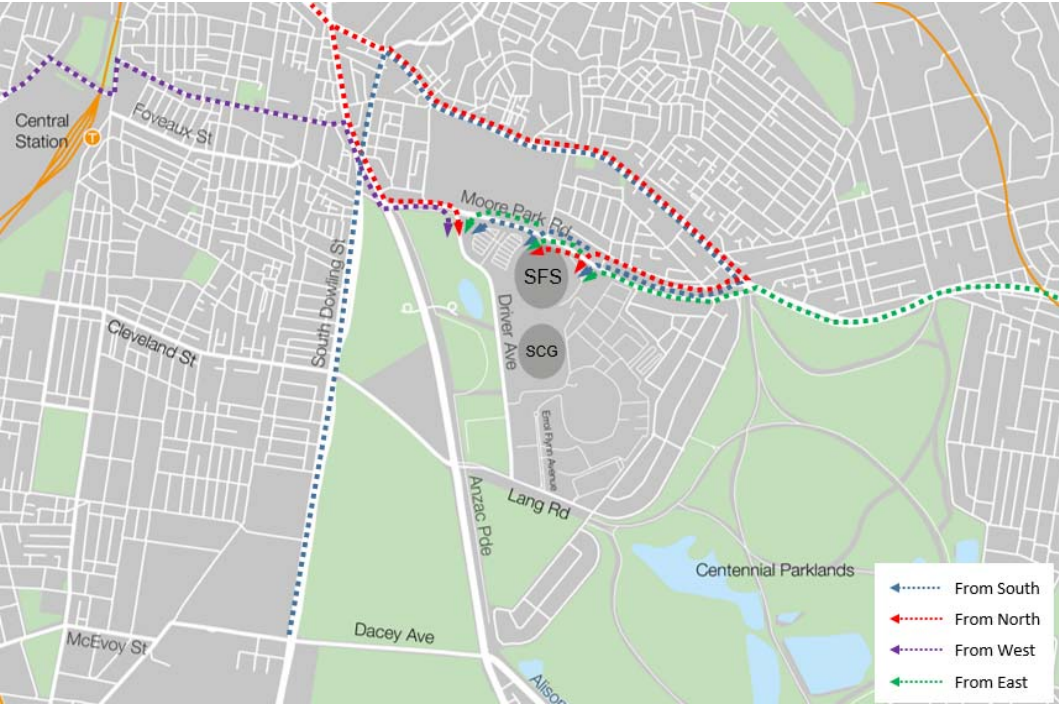 Central
Station
T
Foveaux St
Moore Park Rd
SFS
South Dowling St
Driver Ave
SCG
Cleveland St
Errol Flynn Avenue
Anzac Pde
Lang Rd
Centennial Parklands
From South
From North
From West
From East
McEvoy St
Dacey Ave
Alison